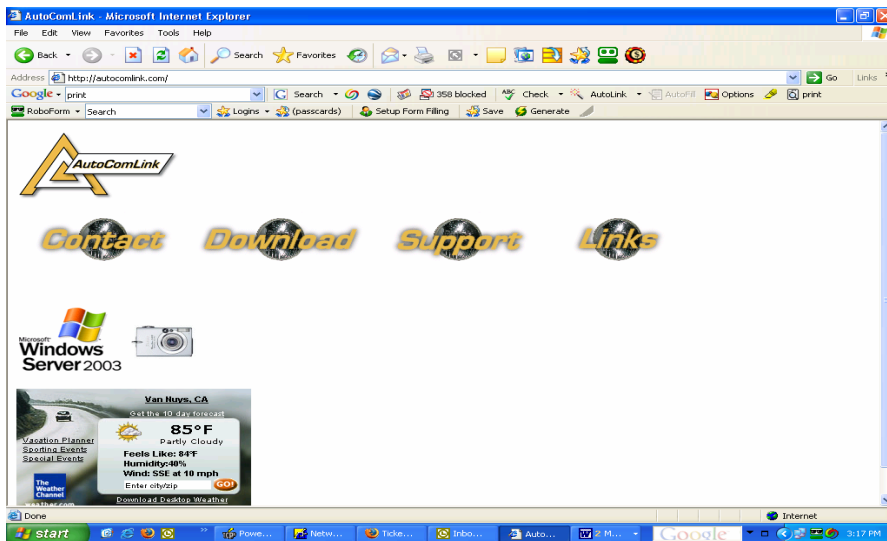 AutoComLink - Microsoft Internet Explorer
File Edit View Favorites Tools Help
Back Search Favorites
Address http://autocomlink.com/ Go Links
Google print Search 358 blocked Check AutoLink AutoFill Options print
RoboForm Search Logins (passcards) Setup Form Filling Save Generate
AutoComLink
Contact Download Support Links
Microsoft
Windows
Server 2003
Van Nuys, CA
Get the 10 day forecast
85°F
Partly Cloudy
Vacation Planner
Sporting Events
Special Events
Feels Like: 84°F
Humidity:40%
Wind: SSE at 10 mph
Enter city/zip GO!
The
Weather
Channel
weather.com
Download Desktop Weather
Done Internet
start Powe... Netw... Ticke... Inbo... Auto... 2 M... Google 3:17 PM